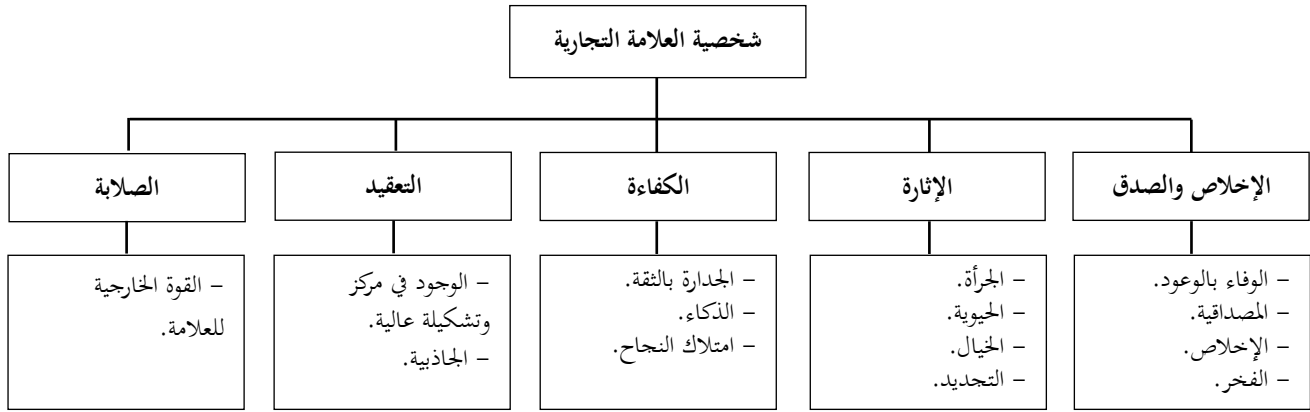 شخصية العلامة التجارية
الإخلاص والصدق
الإثارة
الكفاءة
التعقيد
الصلابة
– الوفاء بالوعود.
– المصداقية.
– الإخلاص.
– الفخر.
– الجرأة.
– الحيوية.
– الخيال.
– التجديد.
– الجدارة بالثقة.
– الذكاء.
– امتلاك النجاح.
– الوجود في مركز
وتشكيلة عالية.
– الجاذبية.
– القوة الخارجية
للعلامة.